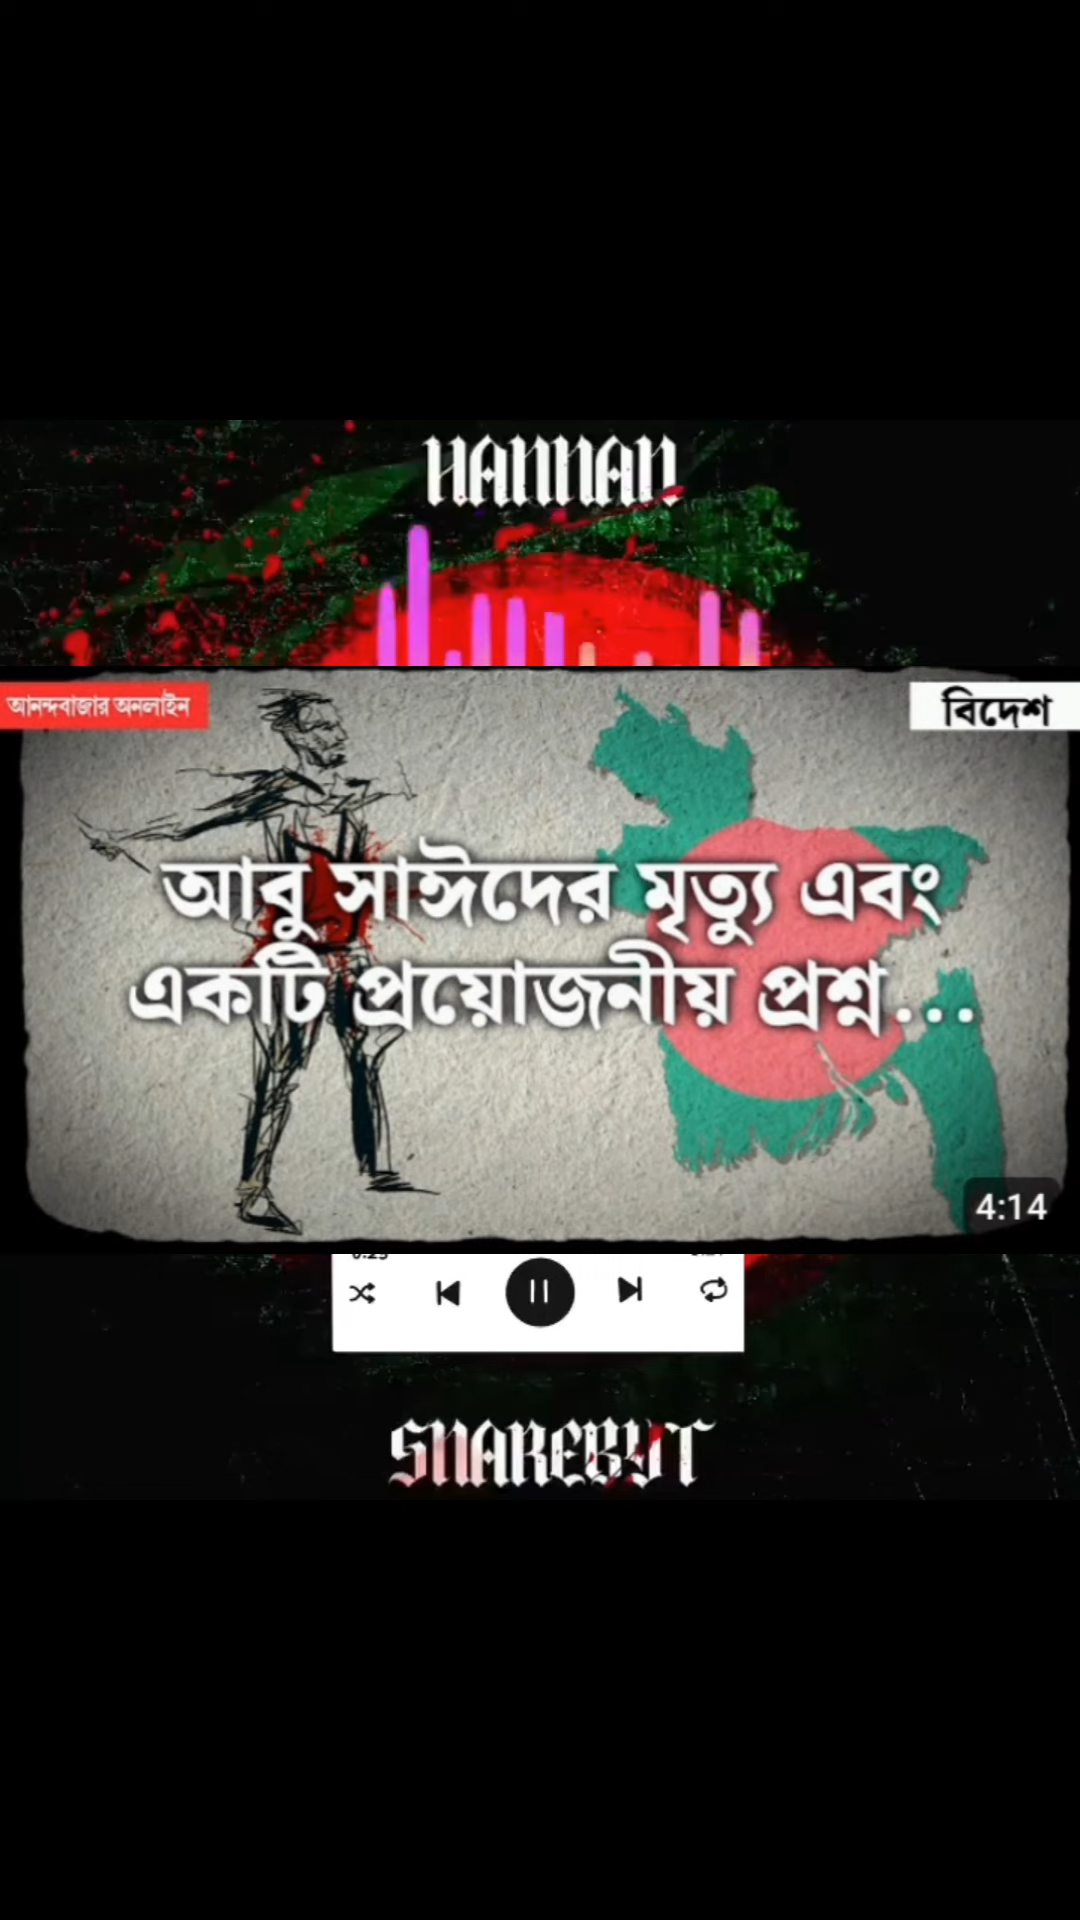 HANNAN
আনন্দবাজার অনলাইন
বিদেশ
আবু সাঈদের মৃত্যু এবং
একটি প্রয়োজনীয় প্রশ্ন...
4:14
SNAREBYT